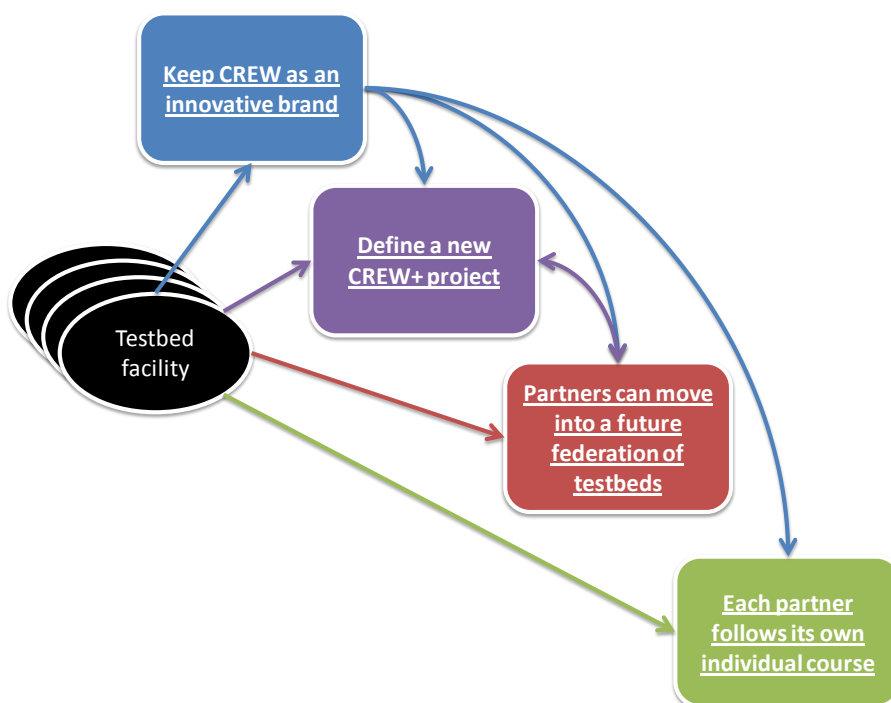 Keep CREW as an
innovative brand
Define a new
CREW+ project
Testbed
facility
Partners can move
into a future
federation of
testbeds
Each partner
follows its own
individual course